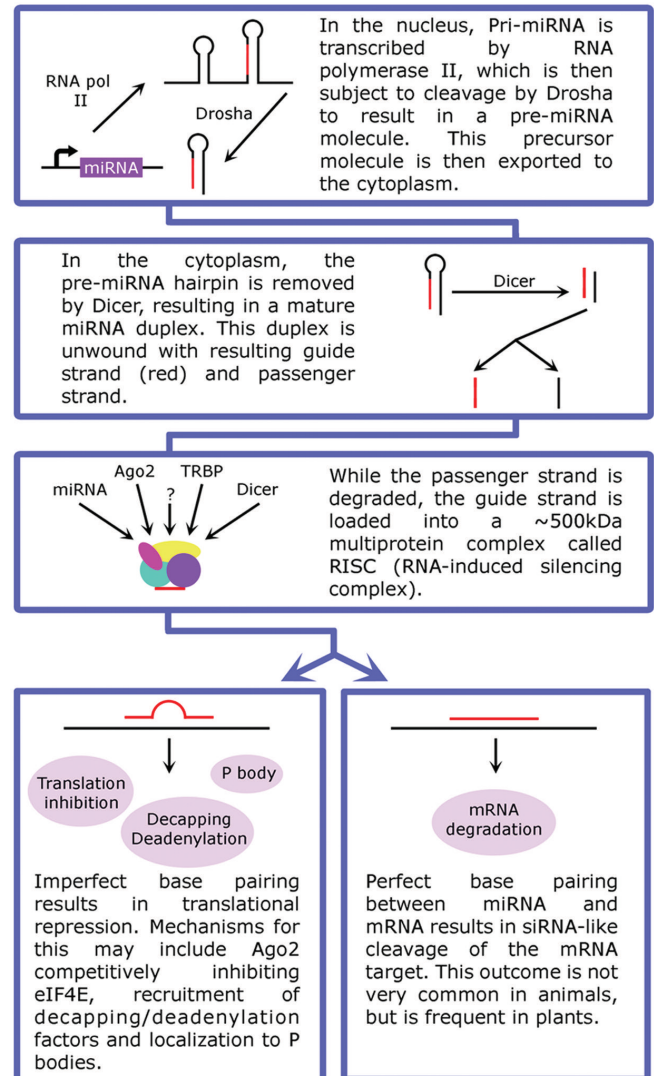 RNA pol
II
Drosha
miRNA
In the nucleus, Pri-miRNA is
transcribed by RNA
polymerase II, which is then
subject to cleavage by Drosha
to result in a pre-miRNA
molecule. This precursor
molecule is then exported to
the cytoplasm.
In the cytoplasm, the
pre-miRNA hairpin is removed
by Dicer, resulting in a mature
miRNA duplex. This duplex is
unwound with resulting guide
strand (red) and passenger
strand.
Dicer
miRNA
Ago2
?
TRBP
Dicer
While the passenger strand is
degraded, the guide strand is
loaded into a ~500kDa
multiprotein complex called
RISC (RNA-induced silencing
complex).
Translation
inhibition
P body
Decapping
Deadenylation
Imperfect base pairing
results in translational
repression. Mechanisms for
this may include Ago2
competitively inhibiting
eIF4E, recruitment of
decapping/deadenylation
factors and localization to P
bodies.
mRNA
degradation
Perfect base pairing
between miRNA and
mRNA results in siRNA-like
cleavage of the mRNA
target. This outcome is not
very common in animals,
but is frequent in plants.